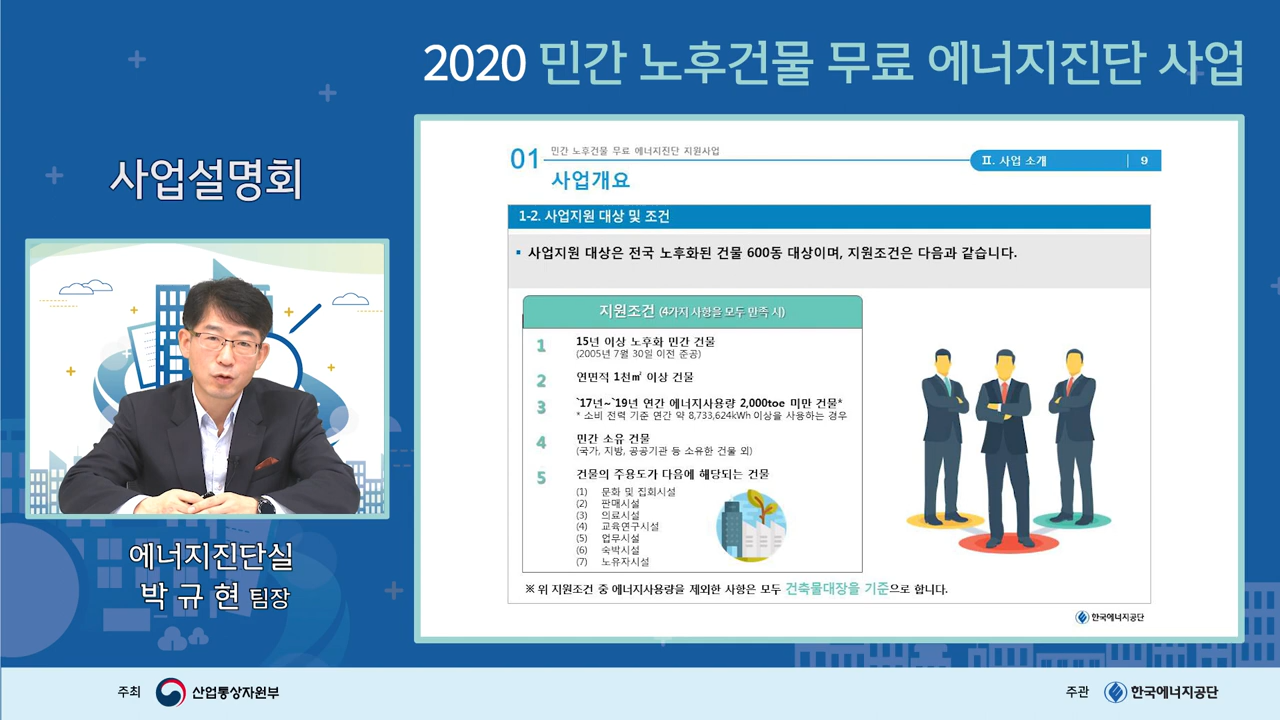 2020 민간 노후건물 무료 에너지진단 사업
사업설명회
에너지진단실
박 규 현 팀장
01
민간 노후건물 무료 에너지진단 지원사업
사업개요
Ⅱ. 사업 소개
9
1-2. 사업지원 대상 및 조건
▪ 사업지원 대상은 전국 노후화된 건물 600동 대상이며, 지원조건은 다음과 같습니다.
지원조건 (4가지 사항을 모두 만족 시)
1 15년 이상 노후화 민간 건물
(2005년 7월 30일 이전 준공)
2 연면적 1천㎡ 이상 건물
3 `17년~`19년 연간 에너지사용량 2,000toe 미만 건물*
* 소비 전력 기준 연간 약 8,733,624kWh 이상을 사용하는 경우
4 민간 소유 건물
(국가, 지방, 공공기관 등 소유한 건물 외)
5 건물의 주용도가 다음에 해당되는 건물
(1) 문화 및 집회시설
(2) 판매시설
(3) 의료시설
(4) 교육연구시설
(5) 업무시설
(6) 숙박시설
(7) 노유자시설
※ 위 지원조건 중 에너지사용량을 제외한 사항은 모두 건축물대장을 기준으로 합니다.
한국에너지공단
주최 산업통상자원부
주관 한국에너지공단